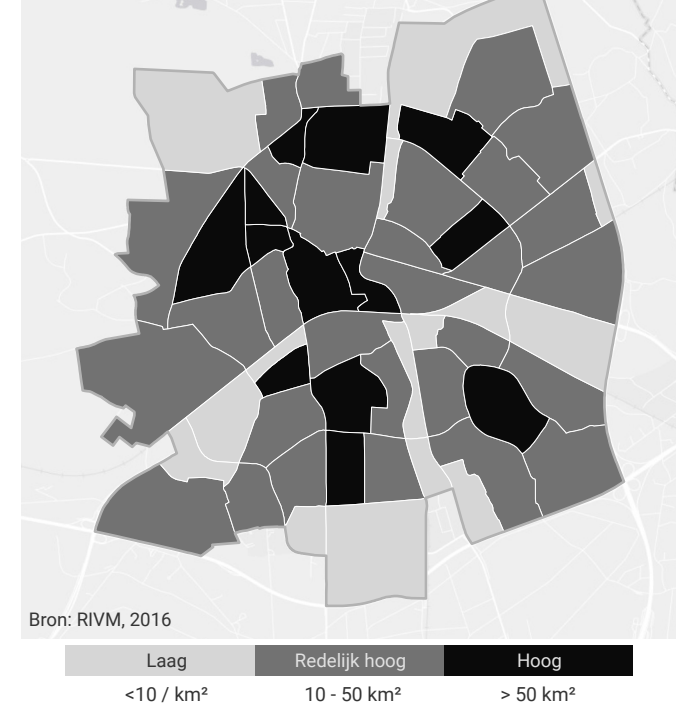 Bron: RIVM, 2016
Laag Redelijk hoog Hoog
<10 / km² 10 - 50 km² > 50 km²